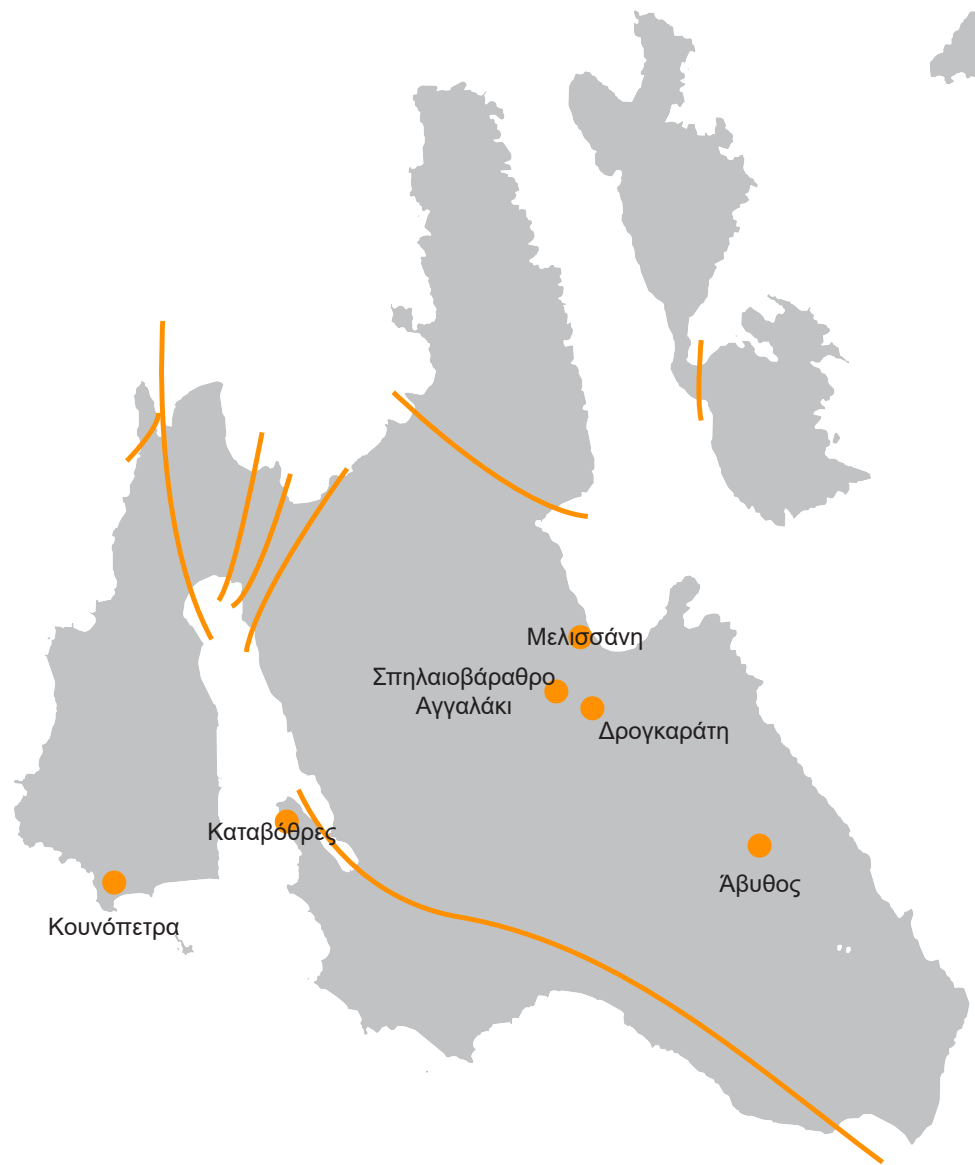 Μελισσάνη
Σπηλαιοβάραθρο
Αγγαλάκι
Δρογκαράτη
Καταβόθρες
Άβυθος
Κουνόπετρα